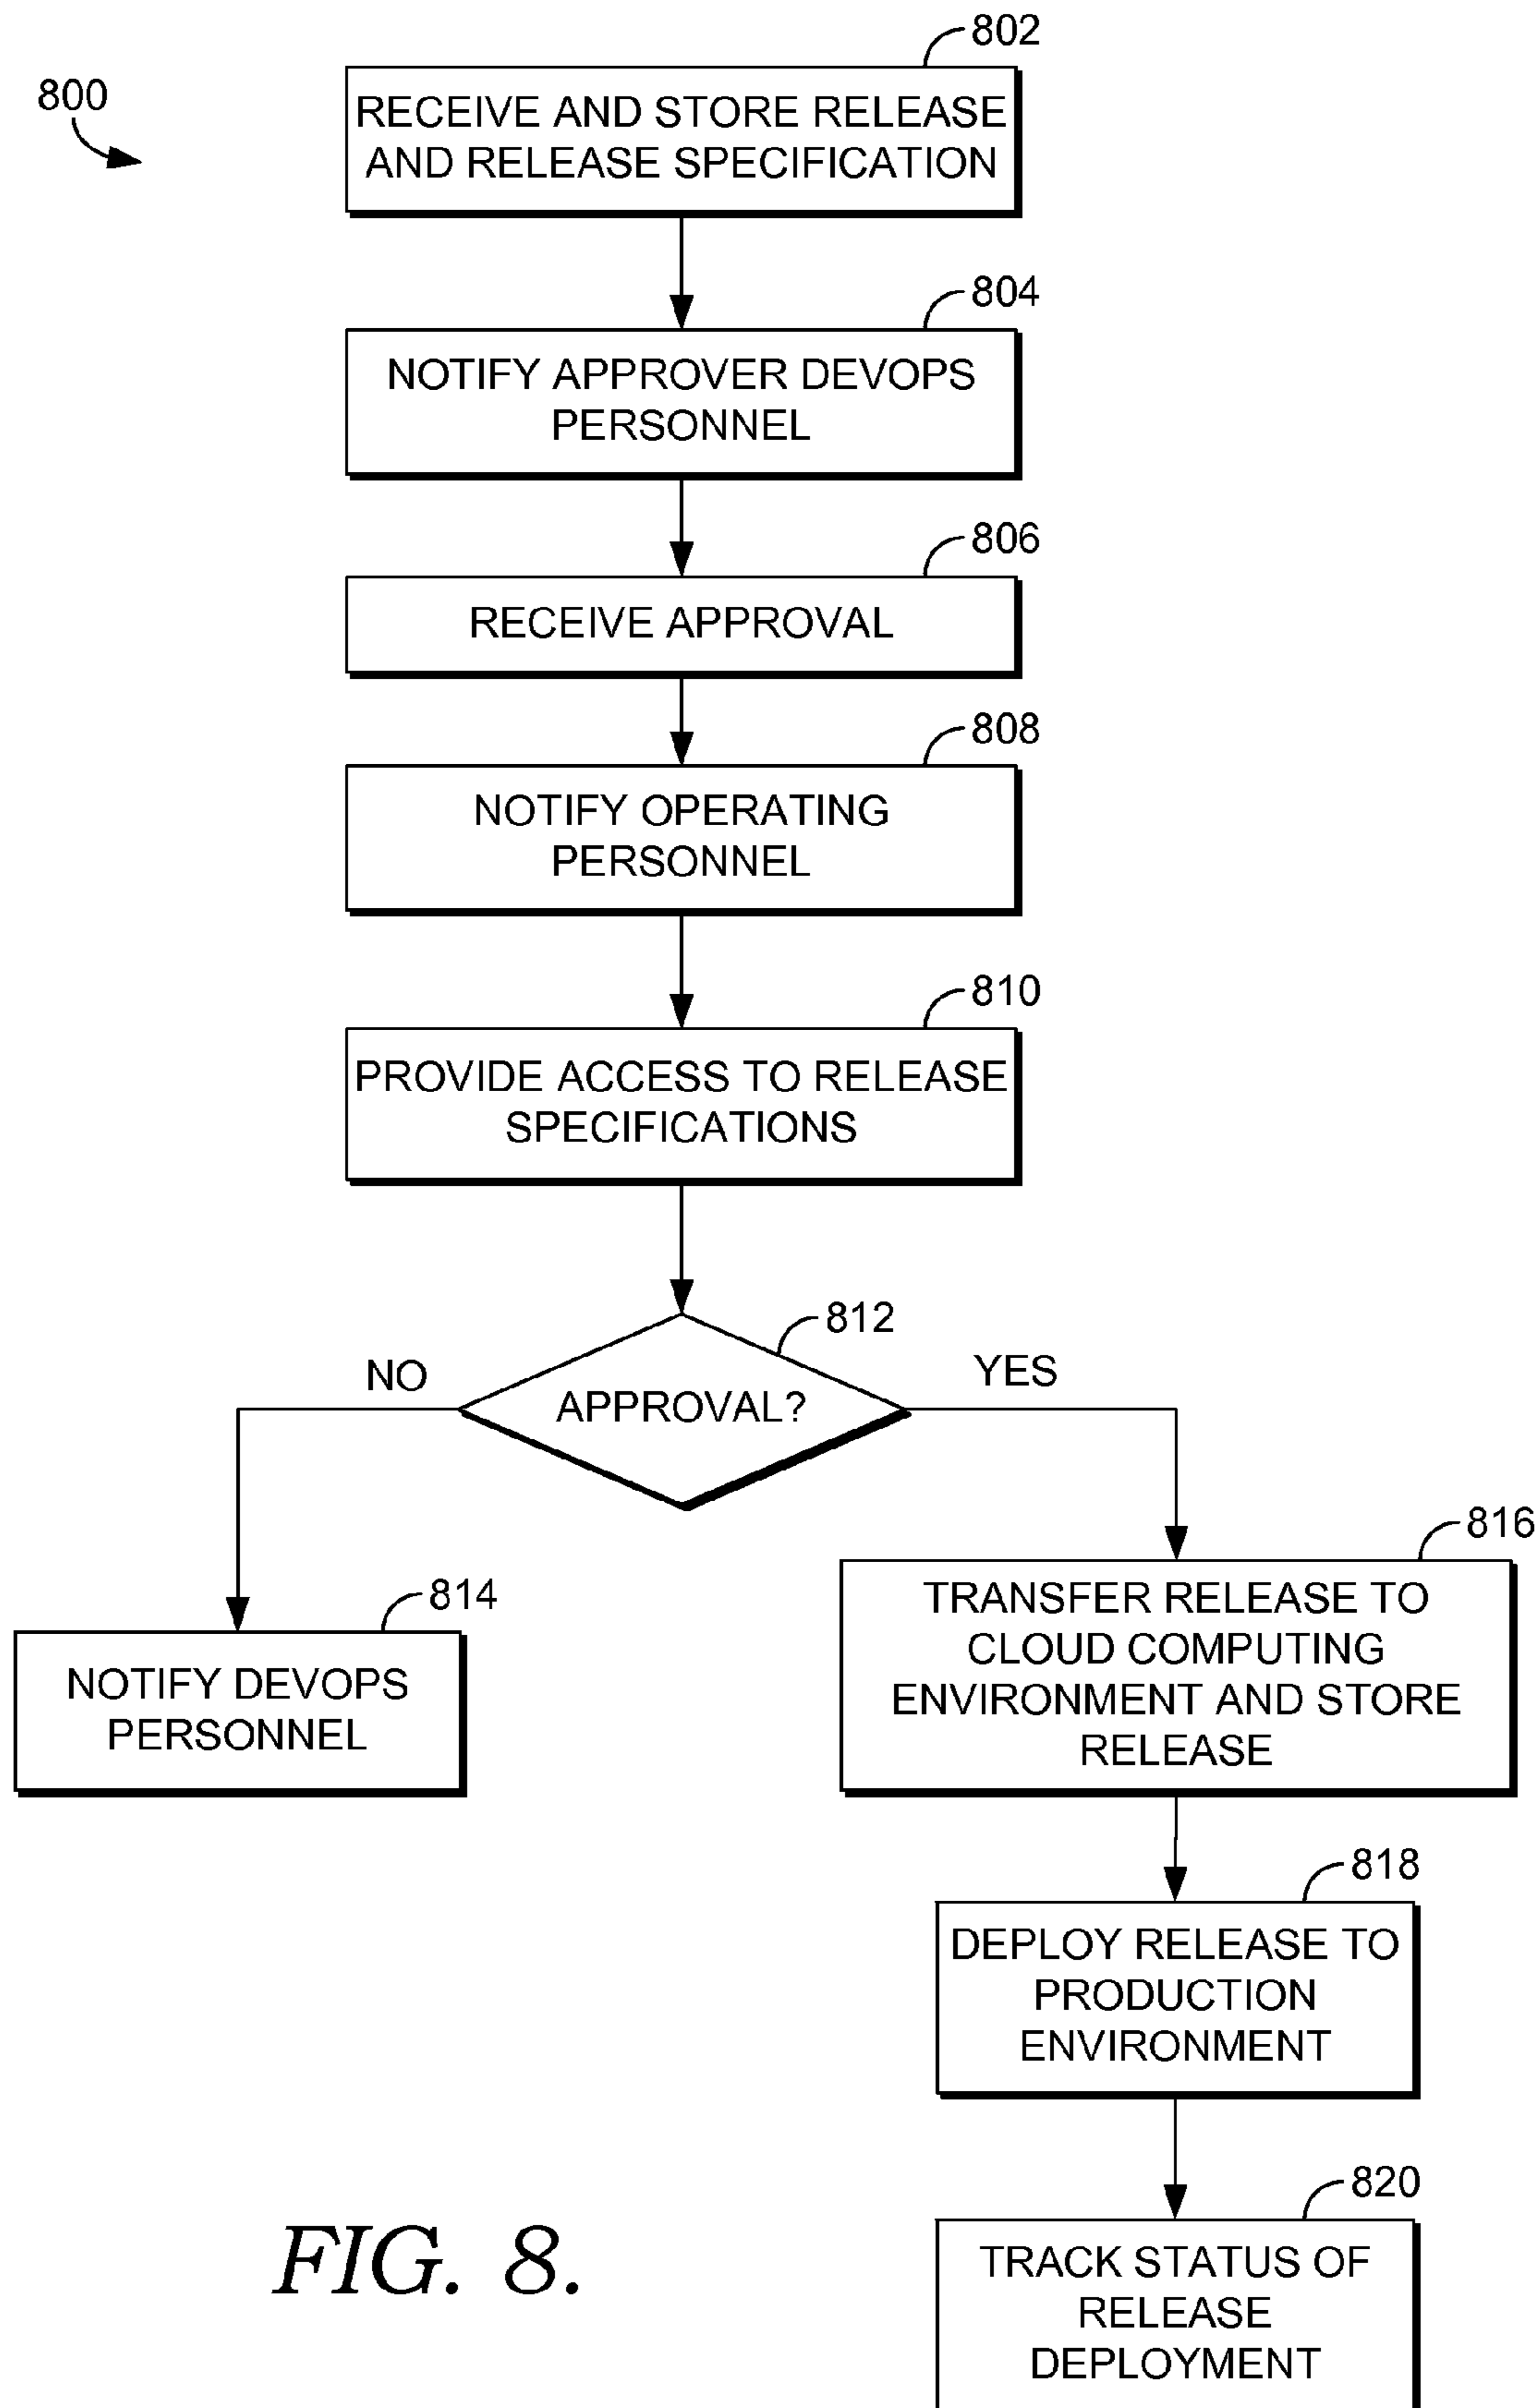 802
800
RECEIVE AND STORE RELEASE
AND RELEASE SPECIFICATION
804
NOTIFY APPROVER DEVOPS
PERSONNEL
806
RECEIVE APPROVAL
808
NOTIFY OPERATING
PERSONNEL
810
PROVIDE ACCESS TO RELEASE
SPECIFICATIONS
812
NO
APPROVAL?
YES
814
NOTIFY DEVOPS
PERSONNEL
816
TRANSFER RELEASE TO
CLOUD COMPUTING
ENVIRONMENT AND STORE
RELEASE
818
DEPLOY RELEASE TO
PRODUCTION
ENVIRONMENT
820
TRACK STATUS OF
RELEASE
DEPLOYMENT
FIG. 8.